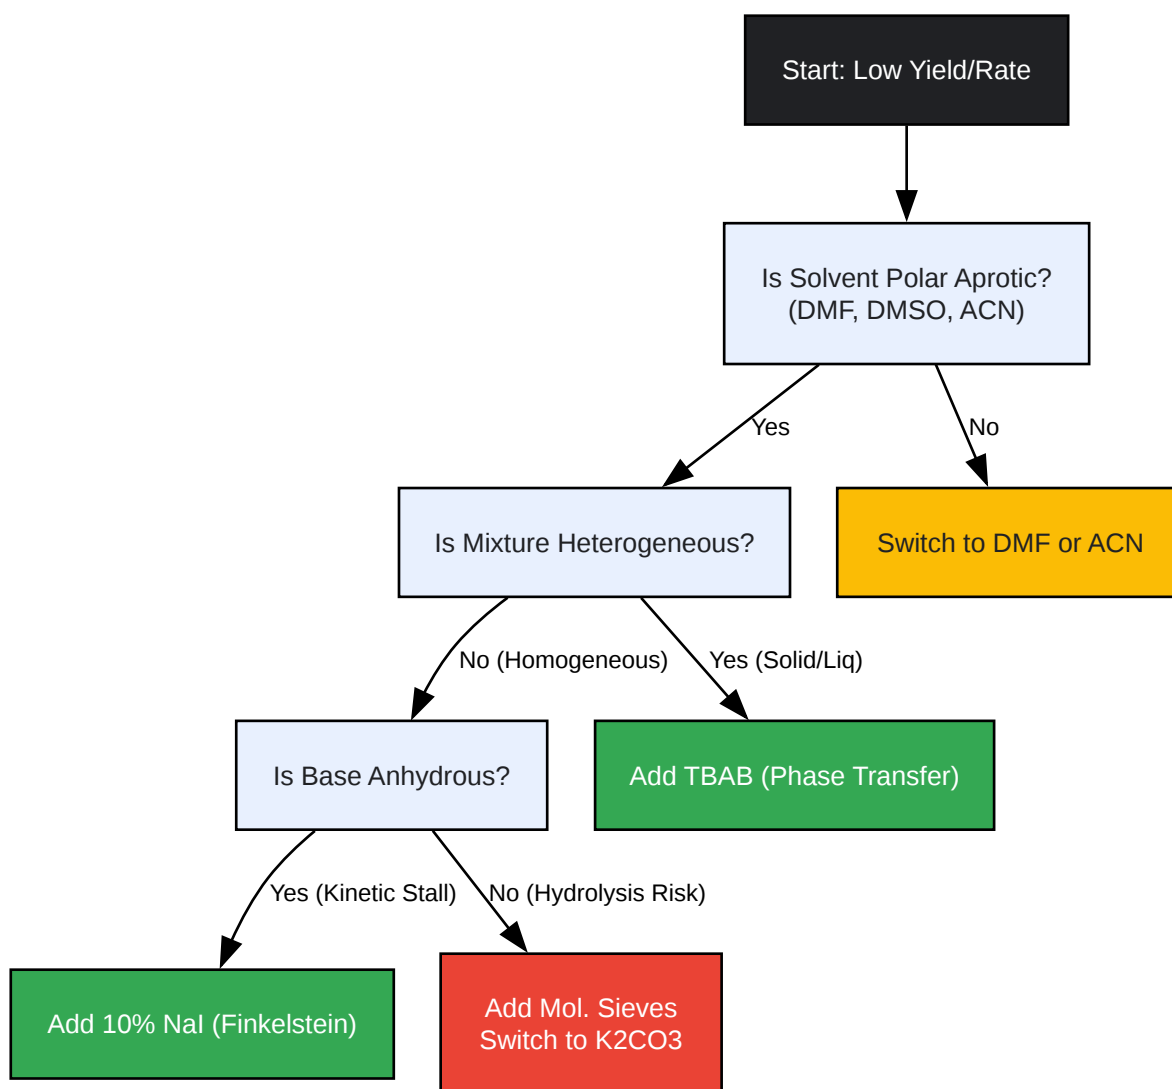 Start: Low Yield/Rate
Is Solvent Polar Aprotic?
(DMF, DMSO, ACN)
Yes
No
Is Mixture Heterogeneous?
Switch to DMF or ACN
No (Homogeneous)
Yes (Solid/Liq)
Is Base Anhydrous?
Add TBAB (Phase Transfer)
Yes (Kinetic Stall)
No (Hydrolysis Risk)
Add 10% NaI (Finkelstein)
Add Mol. Sieves
Switch to K2CO3